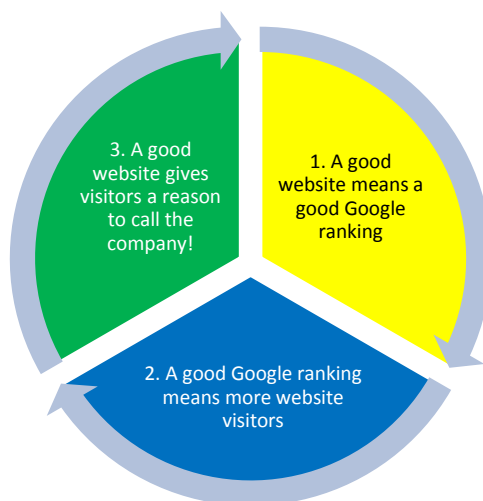 1. A good
website means a
good Google
ranking
2. A good Google ranking
means more website
visitors
3. A good
website gives
visitors a reason
to call the
company!